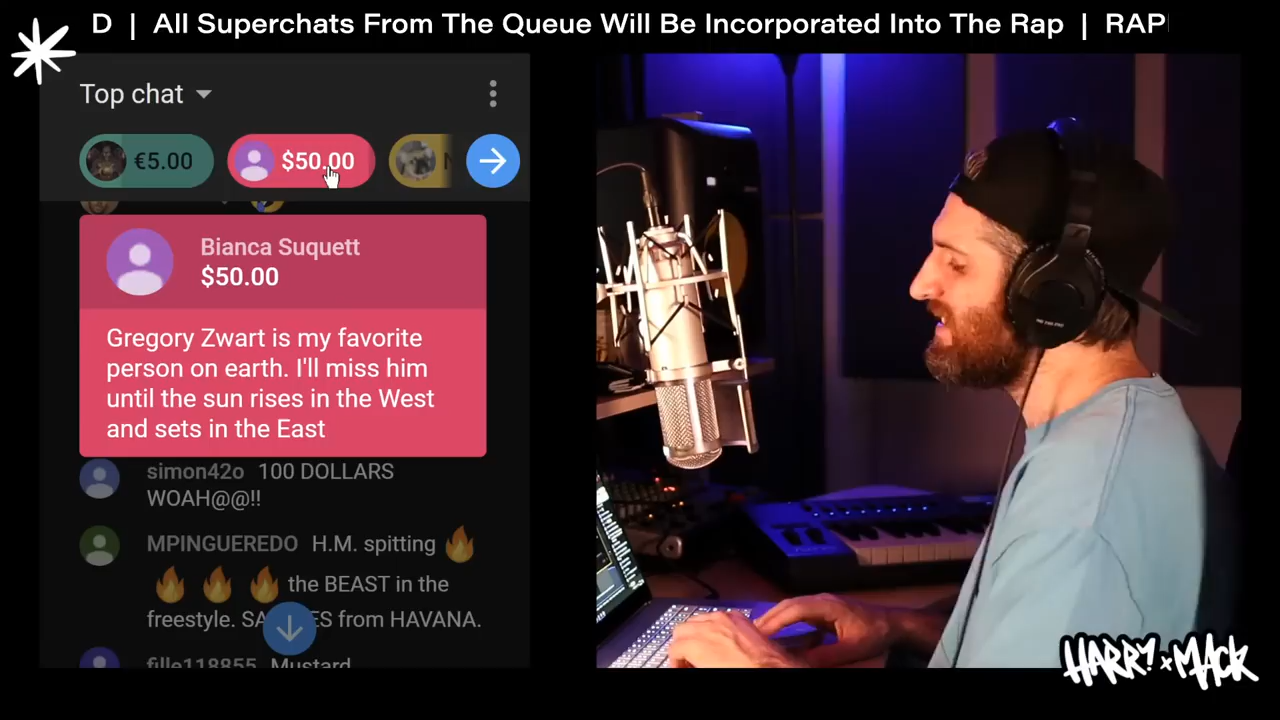 D | All Superchats From The Queue Will Be Incorporated Into The Rap | RAP
Top chat
€5.00
$50.00
Bianca Suquett
$50.00
Gregory Zwart is my favorite
person on earth. I'll miss him
until the sun rises in the West
and sets in the East
simon42o 100 DOLLARS
WOAH@@!!
MPINGUEREDO H.M. spitting
the BEAST in the
freestyle. from HAVANA.
fille118855 Mustard
HARRY MACK